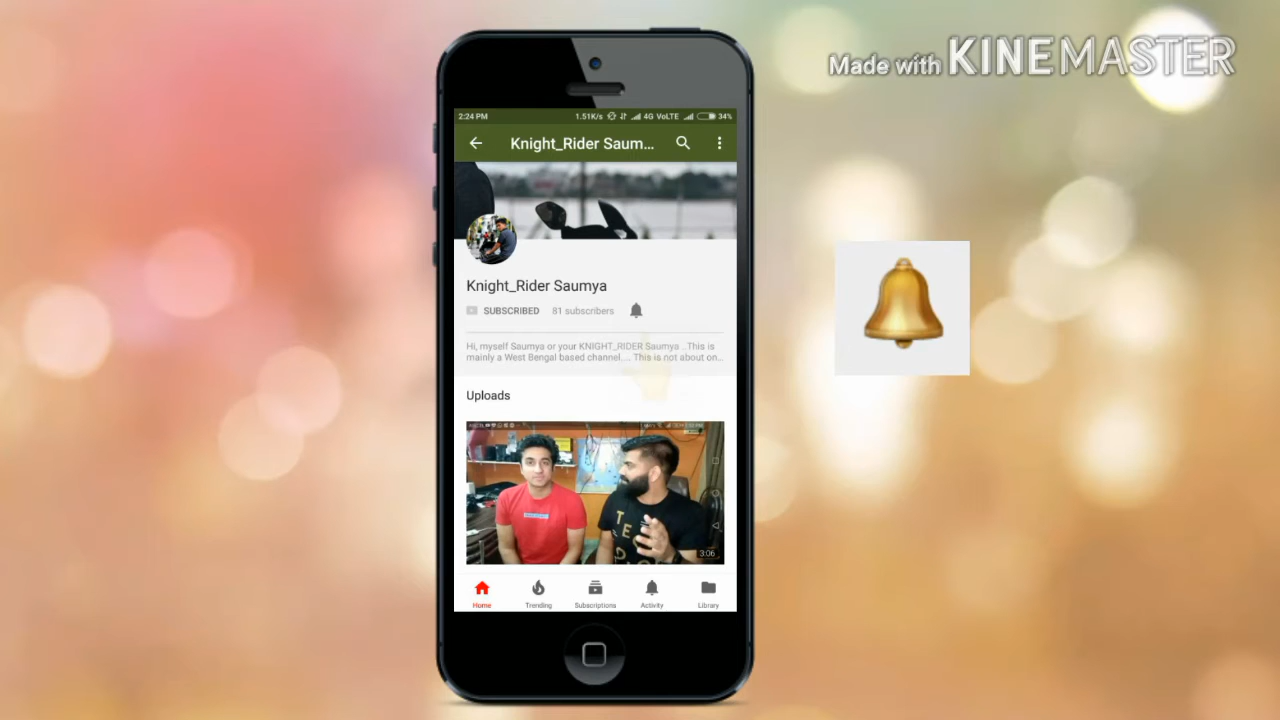 Made with KINEMASTER
2:24 PM 1.51K/s 4G VoLTE 34%
Knight_Rider Saum...
Knight_Rider Saumya
SUBSCRIBED 81 subscribers
Hi, myself Saumya or your KNIGHT_RIDER Saumya .. This is
mainly a West Bengal based channel.... This is not about on...
Uploads
3:06
Home Trending Subscriptions Activity Library